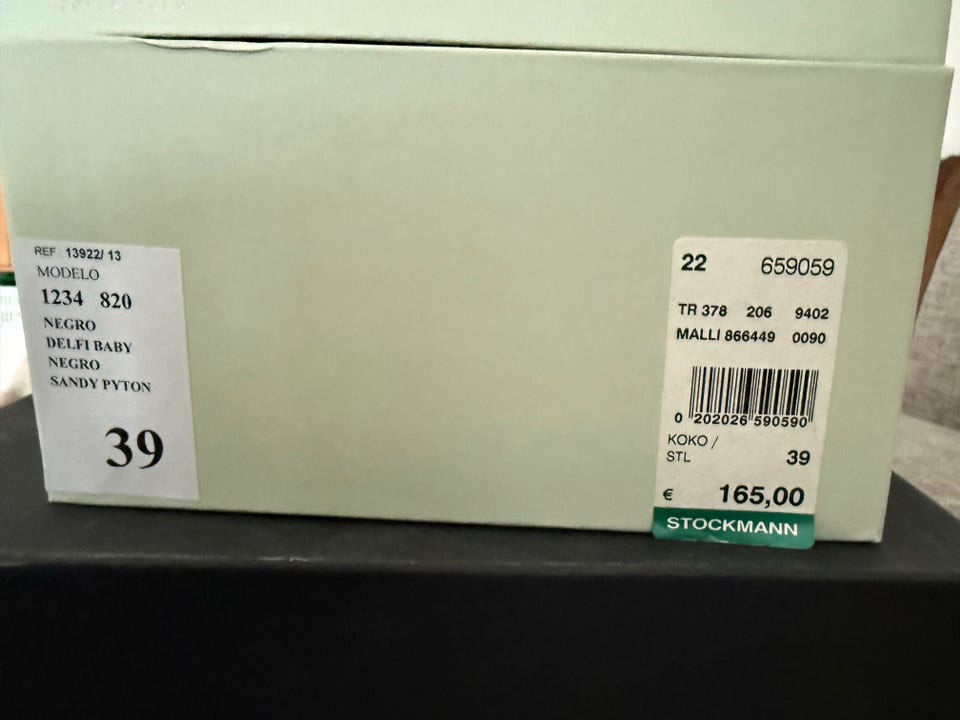 REF 13922/ 13
MODELO
1234 820
NEGRO
DELFI BABY
NEGRO
SANDY PYTON
39
22 659059
TR 378 206 9402
MALLI 866449 0090
0 202026 590590
KOKO /
STL 39
€ 165,00
STOCKMANN